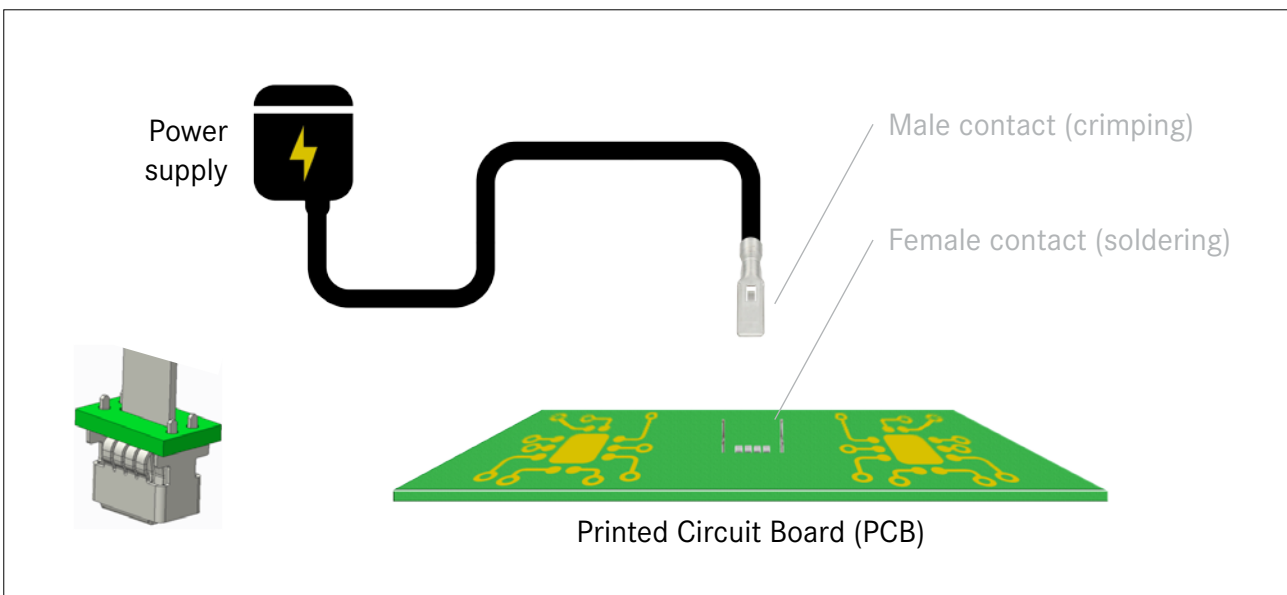 Power
supply
Male contact (crimping)
Female contact (soldering)
Printed Circuit Board (PCB)